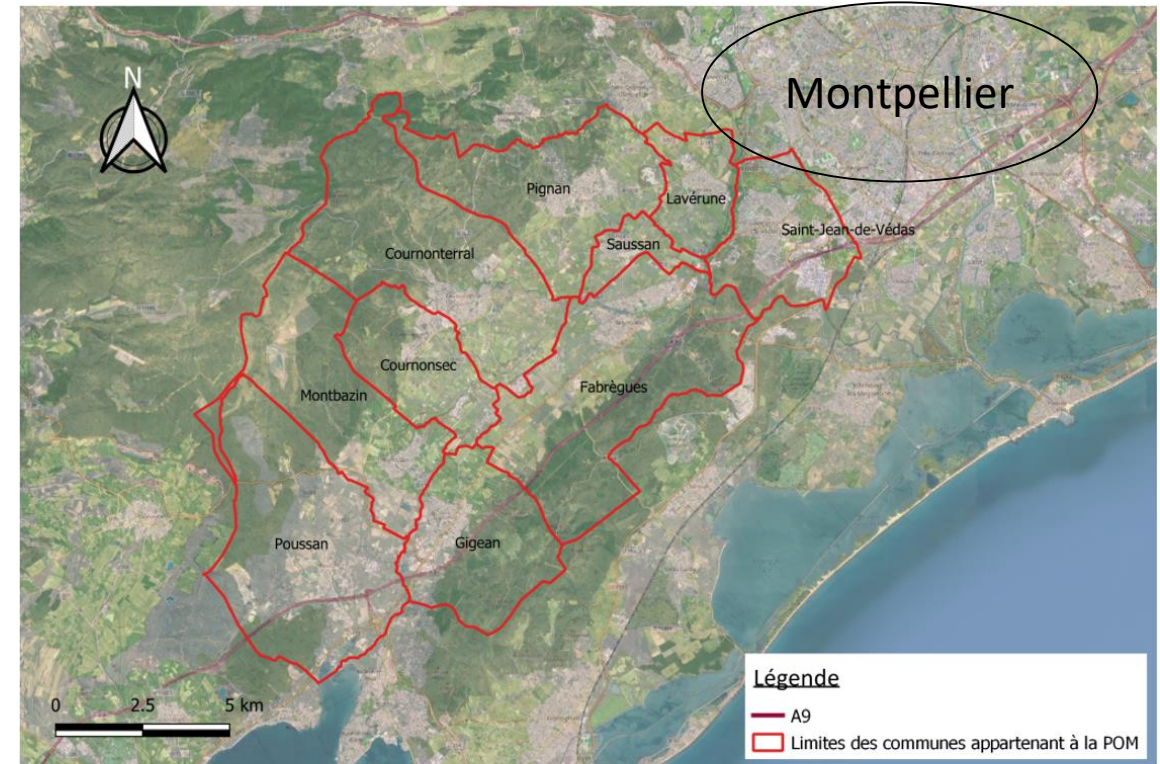 Montpellier
N
Pignan
Lavérune
Saint-Jean-de-Védas
Saussan
Cournonterral
Cournonsec
Fabrègues
Montbazin
Poussan
Gigean
0 2.5 5 km
Légende
A9
Limites des communes appartenant à la POM